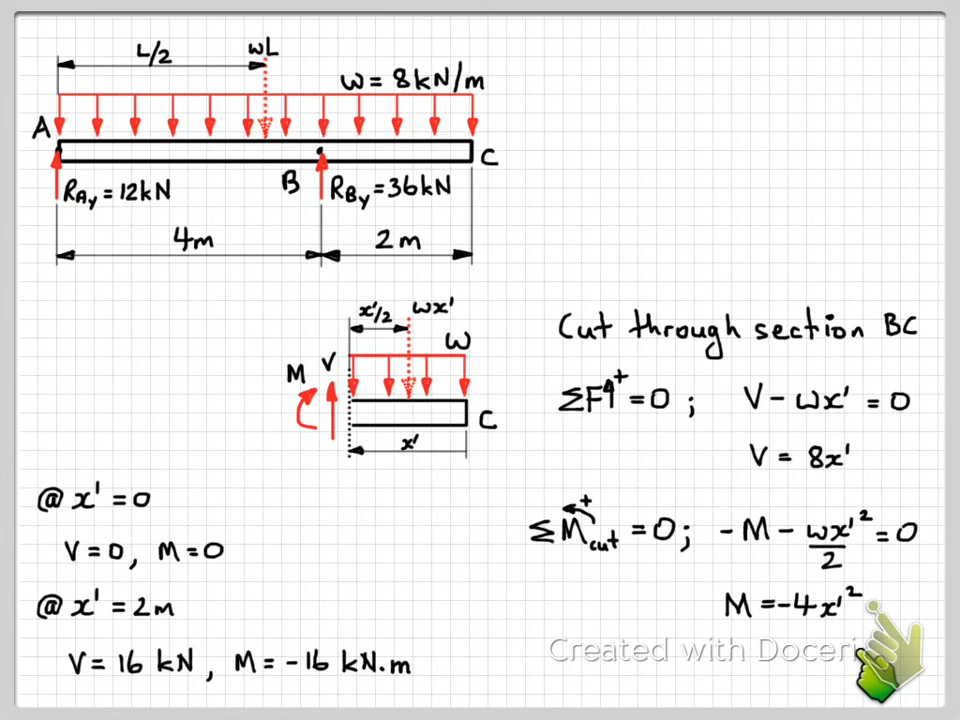 L/2
wL
w = 8kN/m
A
B
C
R_Ay = 12kN
R_By = 36kN
4m
2m
x'/2
wx'
w
M
V
C
x'
Cut through section BC
ΣF↑+ = 0 ; V - wx' = 0
V = 8x'
ΣM_cut + = 0 ; -M - wx'²/2 = 0
M = -4x'²
@ x' = 0
V = 0, M = 0
@ x' = 2m
V = 16 kN, M = -16 kN.m
Created with Doceri